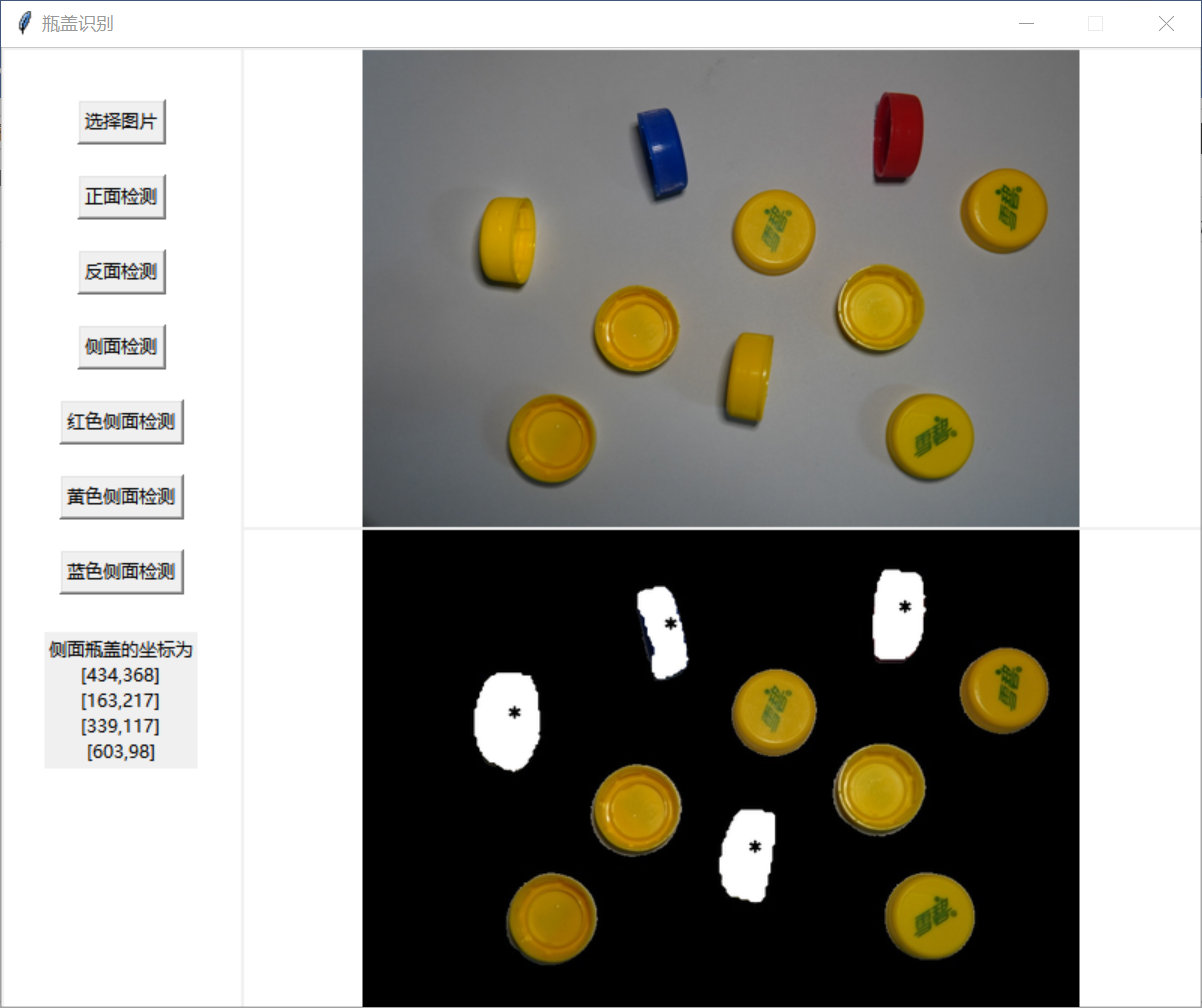 瓶盖识别
选择图片
正面检测
反面检测
侧面检测
红色侧面检测
黄色侧面检测
蓝色侧面检测
侧面瓶盖的坐标为
[434,368]
[163,217]
[339,117]
[603,98]
*
*
*
*